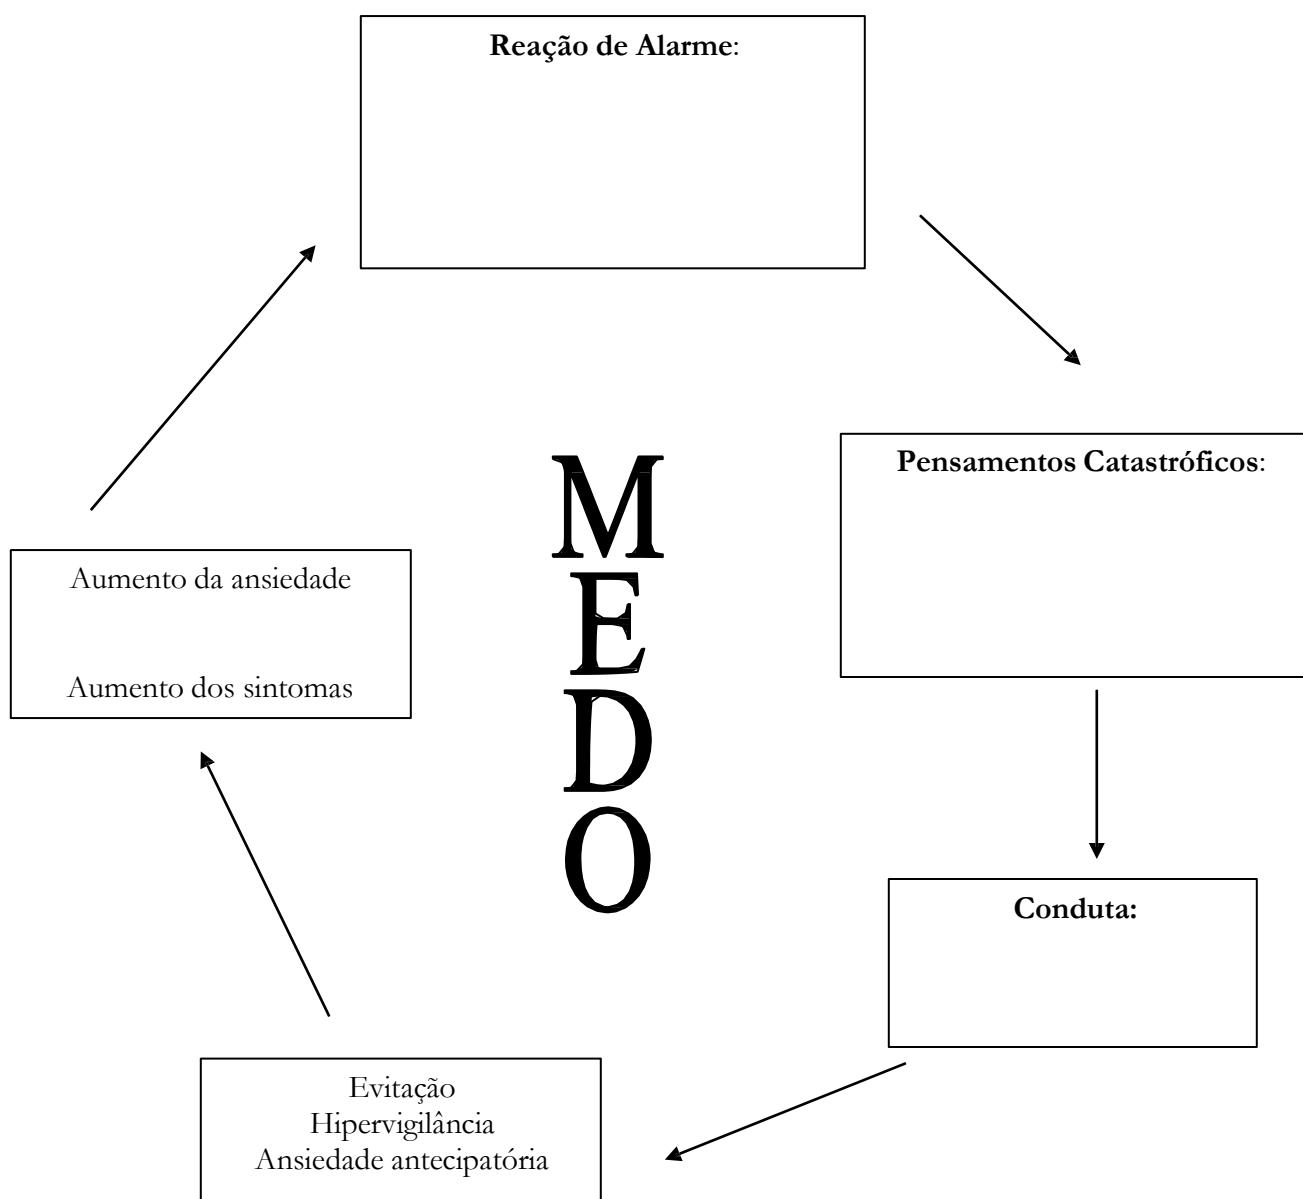 Reação de Alarme:
Pensamentos Catastróficos:
M
E
D
O
Aumento da ansiedade
Aumento dos sintomas
Conduta:
Evitação
Hipervigilância
Ansiedade antecipatória